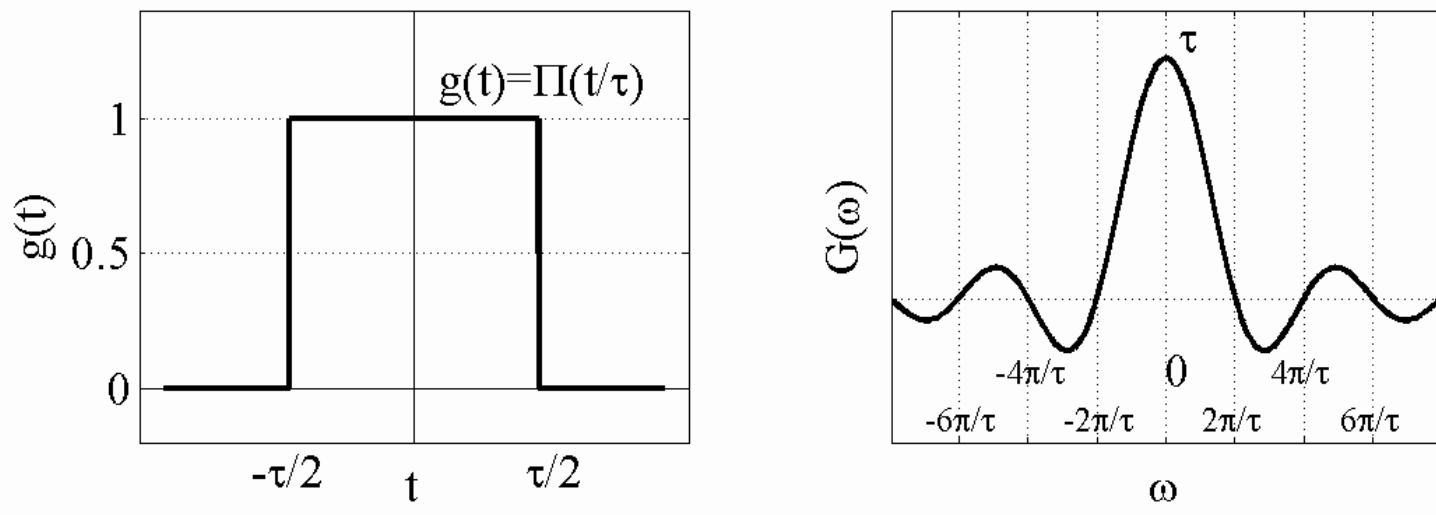 g(t)=Π(t/τ)
1
0.5
0
g(t)
-τ/2
t
τ/2
τ
G(ω)
-4π/τ
0
4π/τ
-6π/τ
-2π/τ
2π/τ
6π/τ
ω